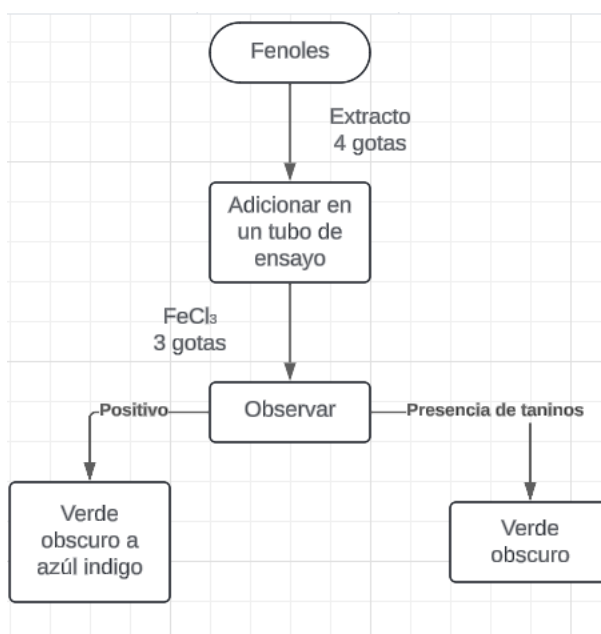 Fenoles
Extracto
4 gotas
Adicionar en
un tubo de
ensayo
FeCl₃
3 gotas
Positivo
Observar
Presencia de taninos
Verde
obscuro a
azúl indigo
Verde
obscuro